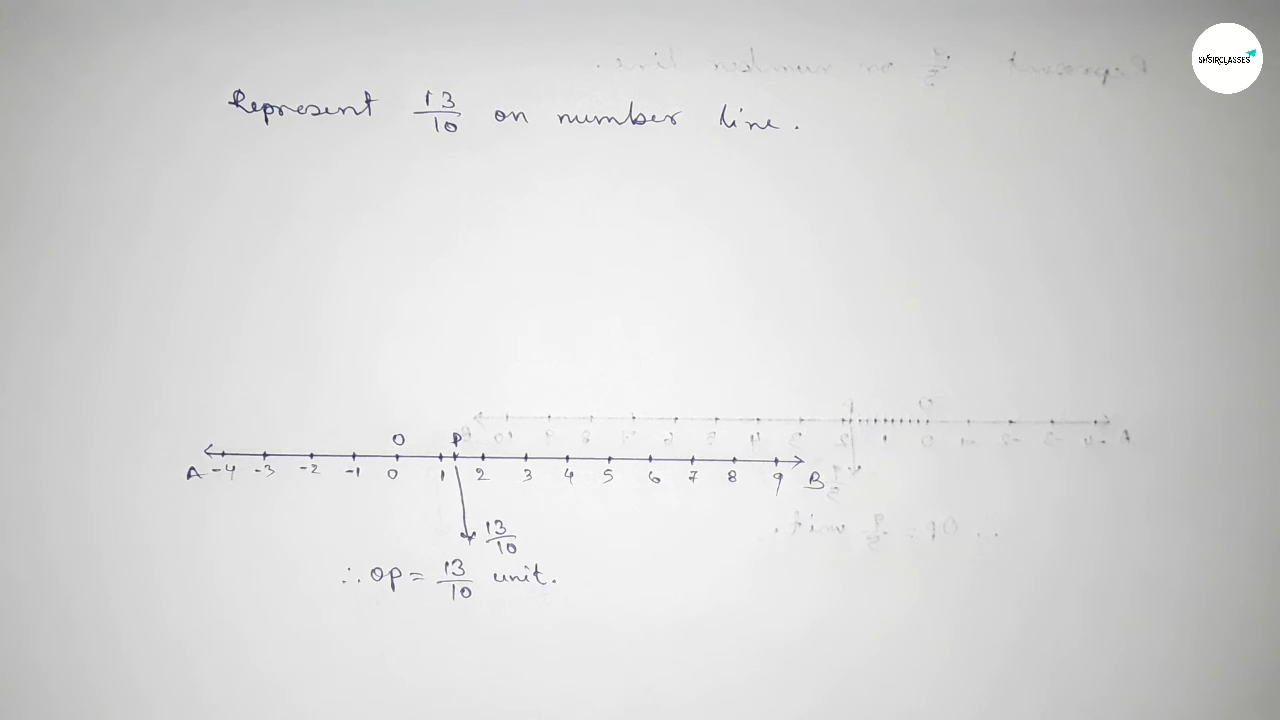 SHSIRCLASSES
Represent 13/10 on number line.
O P
A -4 -3 -2 -1 0 1 2 3 4 5 6 7 8 9 B
13/10
∴ OP = 13/10 unit.